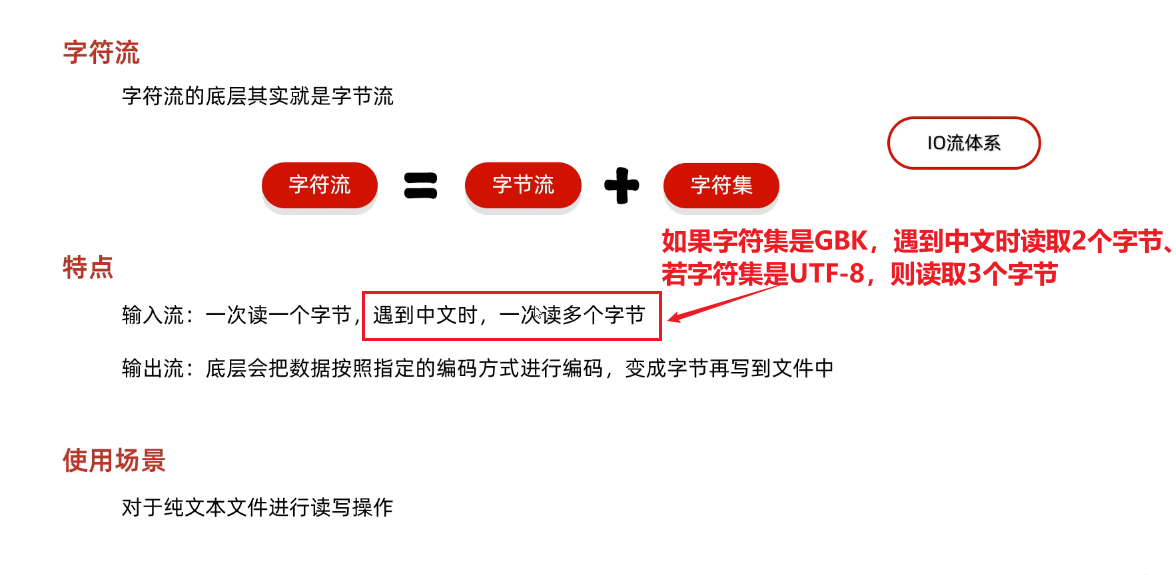 字符流
字符流的底层其实就是字节流
IO流体系
字符流 = 字节流 + 字符集
如果字符集是GBK，遇到中文时读取2个字节、
若字符集是UTF-8，则读取3个字节
特点
输入流：一次读一个字节，遇到中文时，一次读多个字节
输出流：底层会把数据按照指定的编码方式进行编码，变成字节再写到文件中
使用场景
对于纯文本文件进行读写操作